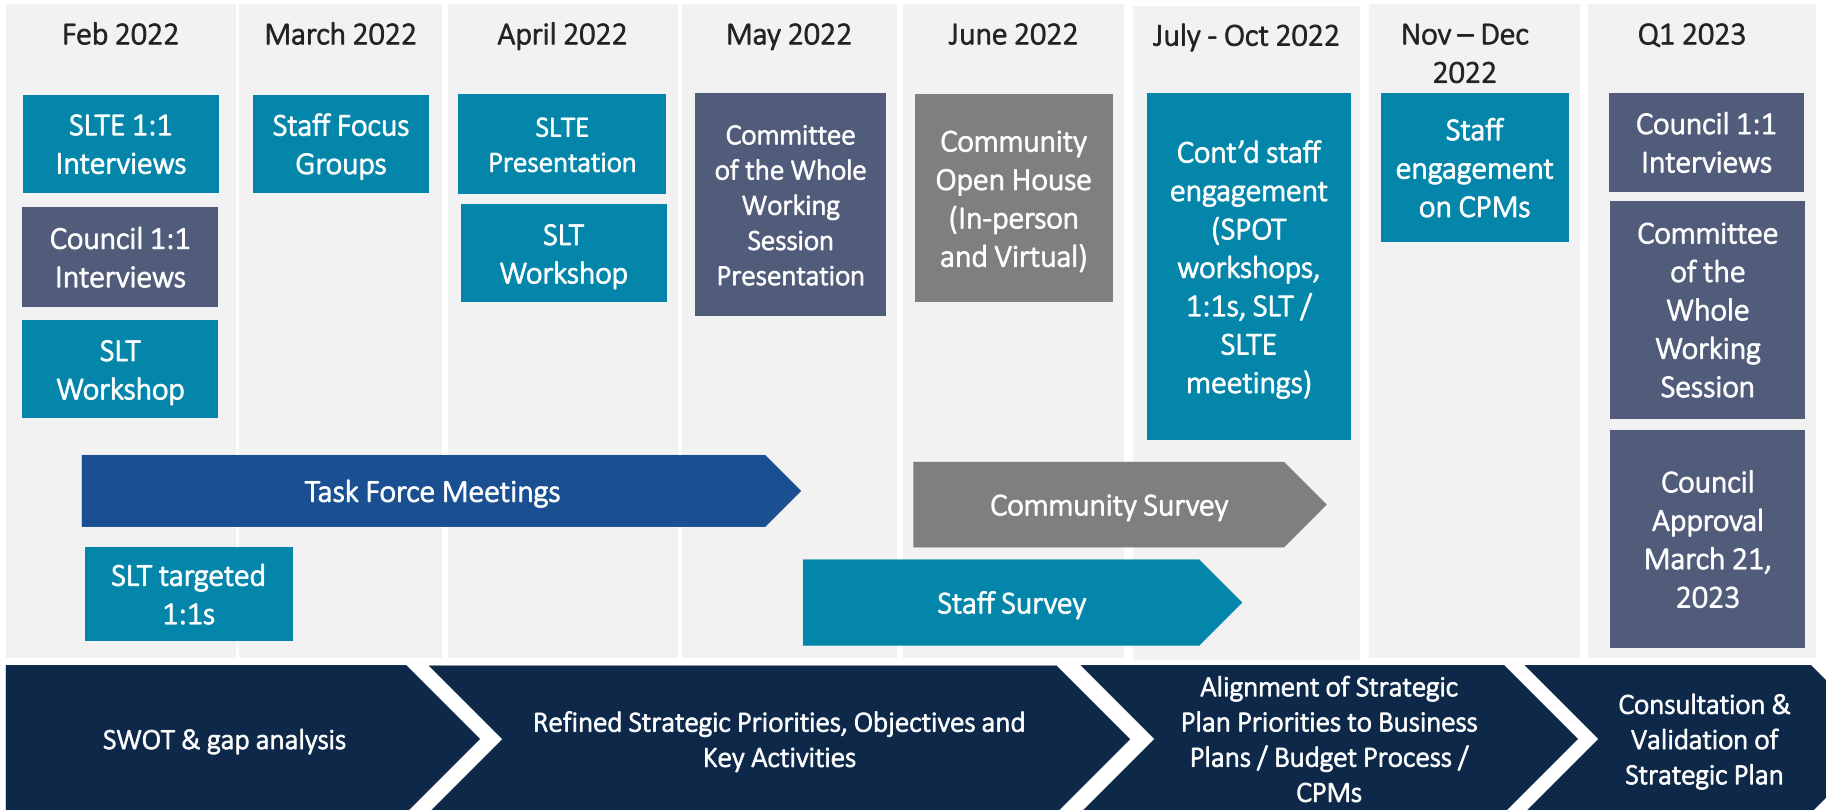 Feb 2022
March 2022
April 2022
May 2022
June 2022
July - Oct 2022
Nov – Dec
2022
Q1 2023
SLTE 1:1
Interviews
Council 1:1
Interviews
SLT
Workshop
Staff Focus
Groups
SLTE
Presentation
SLT
Workshop
Committee
of the Whole
Working
Session
Presentation
Community
Open House
(In-person
and Virtual)
Cont’d staff
engagement
(SPOT
workshops,
1:1s, SLT /
SLTE
meetings)
Staff
engagement
on CPMs
Council 1:1
Interviews
Committee
of the
Whole
Working
Session
Council
Approval
March 21,
2023
Task Force Meetings
Community Survey
SLT targeted
1:1s
Staff Survey
SWOT & gap analysis
Refined Strategic Priorities, Objectives and
Key Activities
Alignment of Strategic
Plan Priorities to Business
Plans / Budget Process /
CPMs
Consultation &
Validation of
Strategic Plan